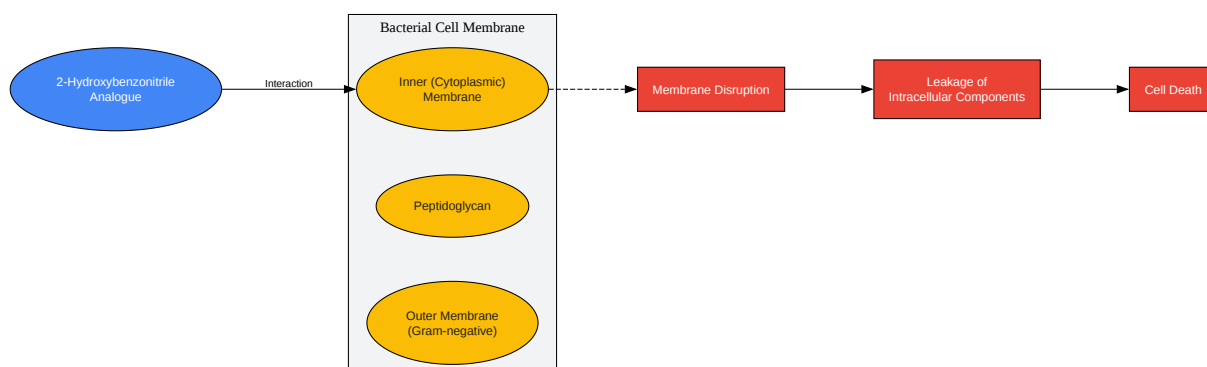 Bacterial Cell Membrane
2-Hydroxybenzonitrile
Analogue
Interaction
Inner (Cytoplasmic)
Membrane
Membrane Disruption
Leakage of
Intracellular Components
Cell Death
Peptidoglycan
Outer Membrane
(Gram-negative)